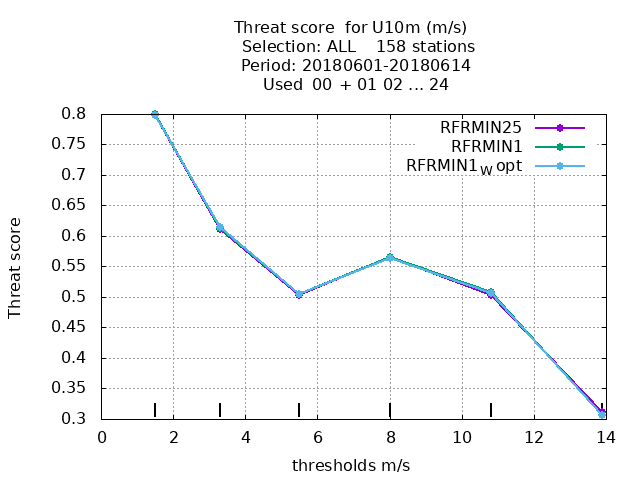 Threat score  for U10m (m/s)
Selection: ALL    158 stations
Period: 20180601-20180614
Used  00 + 01 02 ... 24
RFRMIN25
RFRMIN1
RFRMIN1W opt
Threat score
0.8
0.75
0.7
0.65
0.6
0.55
0.5
0.45
0.4
0.35
0.3
0 2 4 6 8 10 12 14
thresholds m/s